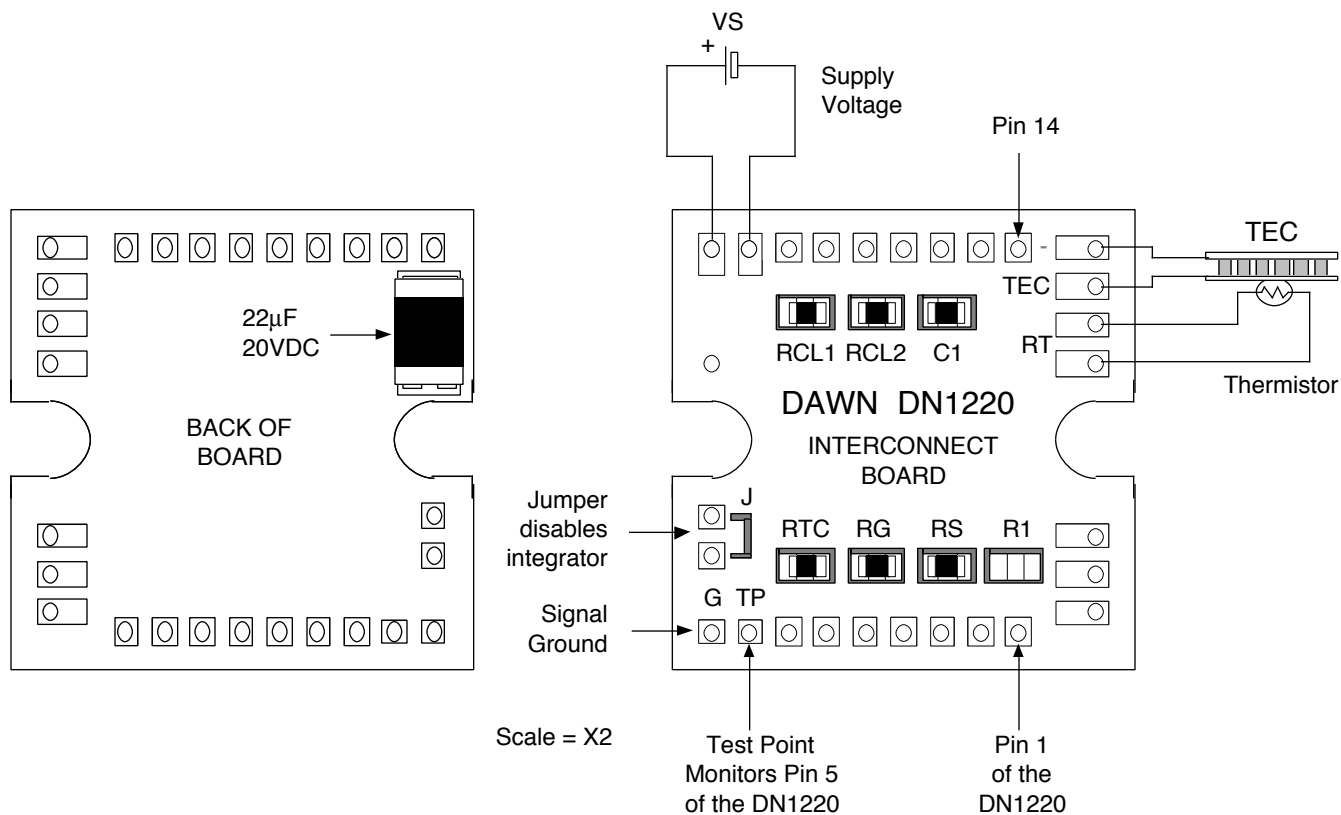 VS
+
Supply
Voltage
Pin 14
TEC
-
TEC
22μF
20VDC
RCL1 RCL2 C1
RT
Thermistor
DAWN DN1220
BACK OF
BOARD
INTERCONNECT
BOARD
Jumper
disables
integrator
J
RTC RG RS R1
G TP
Signal
Ground
Scale = X2
Test Point
Monitors Pin 5
of the DN1220
Pin 1
of the
DN1220